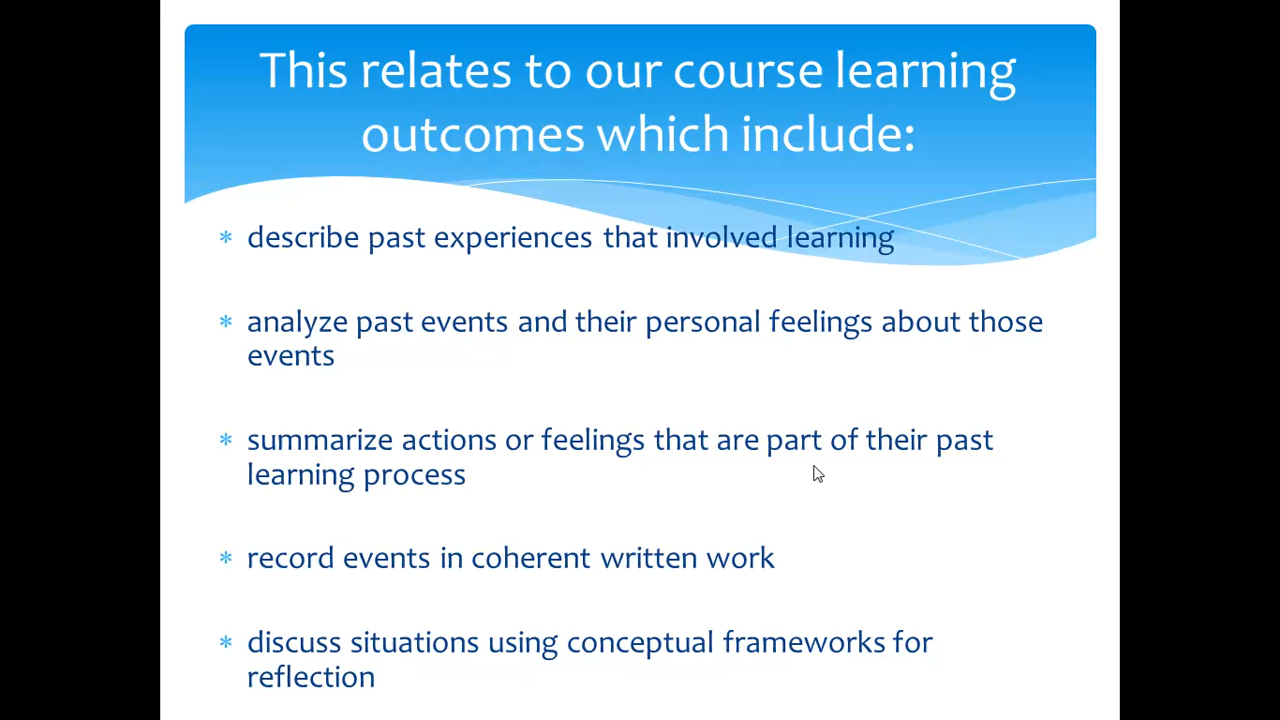 This relates to our course learning
outcomes which include:
* describe past experiences that involved learning
* analyze past events and their personal feelings about those
events
* summarize actions or feelings that are part of their past
learning process
* record events in coherent written work
* discuss situations using conceptual frameworks for
reflection